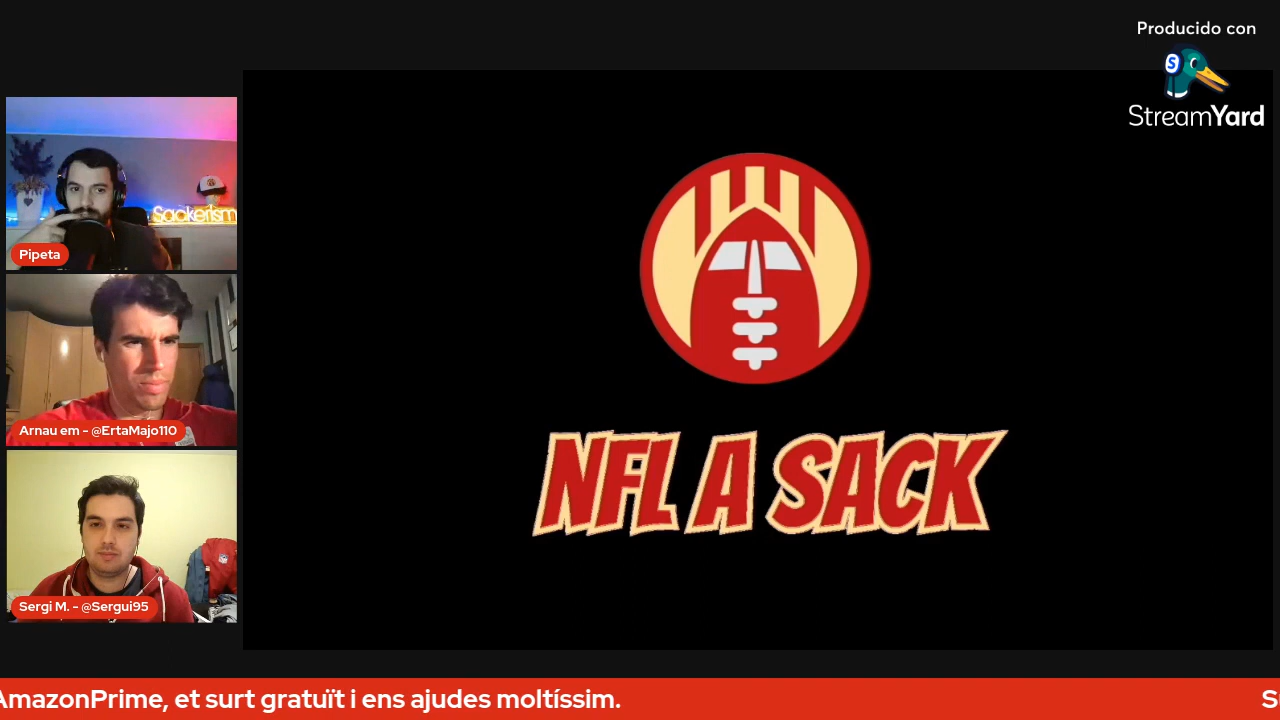 Producido con
StreamYard
Sackerism
Pipeta
Arnau em - @ErtaMajo110
Sergi M. - @Sergui95
NFL A SACK
AmazonPrime, et surt gratuït i ens ajudes moltíssim.